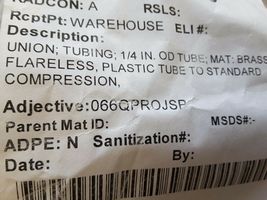 RADCON: A RSLS:
RcptPt: WAREHOUSE ELI#:
Description:
UNION; TUBING; 1/4 IN. OD TUBE; MAT: BRASS
FLARELESS, PLASTIC TUBE TO STANDARD
COMPRESSION,
Adjective:066QPROJSP
Parent Mat ID: MSDS#:
ADPE: N Sanitization#:
Date: By: